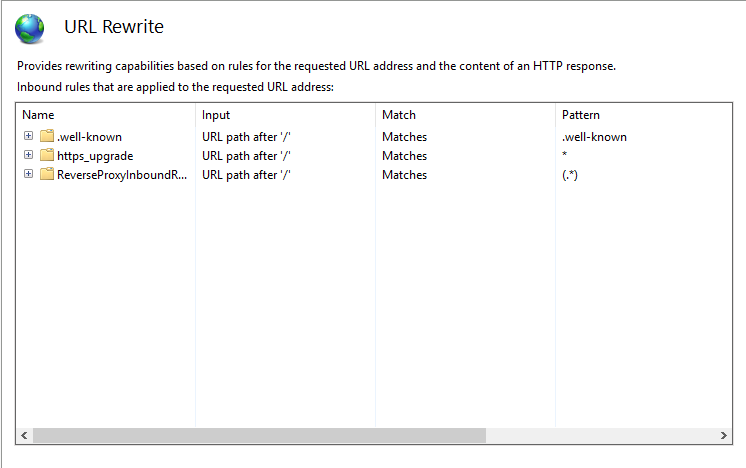 URL Rewrite
Provides rewriting capabilities based on rules for the requested URL address and the content of an HTTP response.
Inbound rules that are applied to the requested URL address:
Name Input Match Pattern
.well-known URL path after '/' Matches .well-known
https_upgrade URL path after '/' Matches *
ReverseProxyInboundR... URL path after '/' Matches (.*)